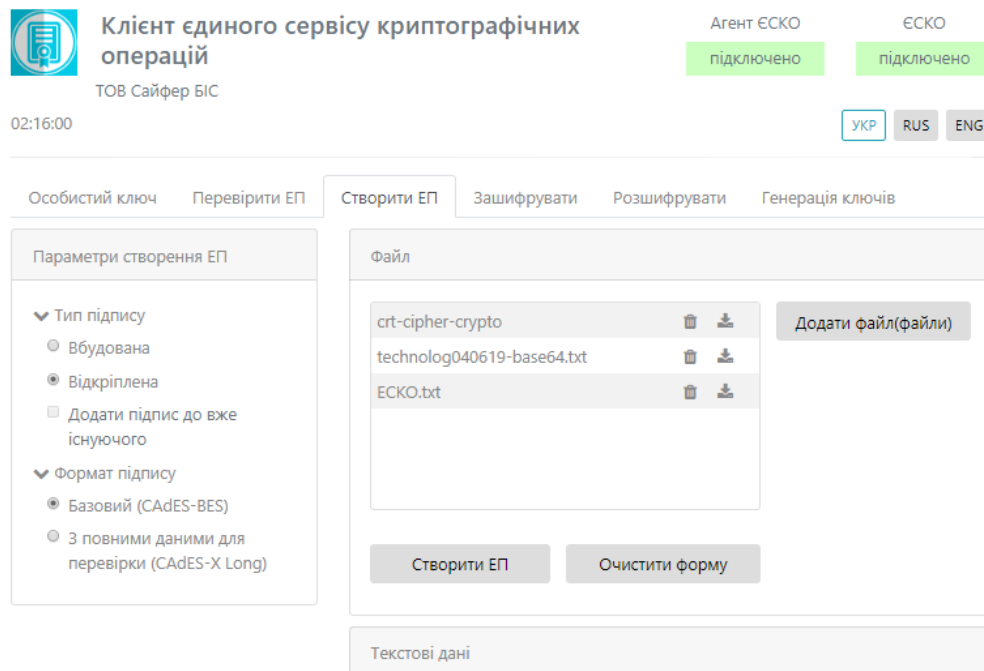 Клієнт єдиного сервісу криптографічних
операцій
ТОВ Сайфер БІС
Агент ЄСКО
ЄСКО
підключено
підключено
02:16:00
УКР
RUS
ENG
Особистий ключ
Перевірити ЕП
Створити ЕП
Зашифрувати
Розшифрувати
Генерація ключів
Параметри створення ЕП
Тип підпису
Вбудована
Відкріплена
Додати підпис до вже
існуючого
Формат підпису
Базовий (CAdES-BES)
З повними даними для
перевірки (CAdES-X Long)
Файл
crt-cipher-crypto
technolog040619-base64.txt
ЕСКО.txt
Додати файл(файли)
Створити ЕП
Очистити форму
Текстові дані